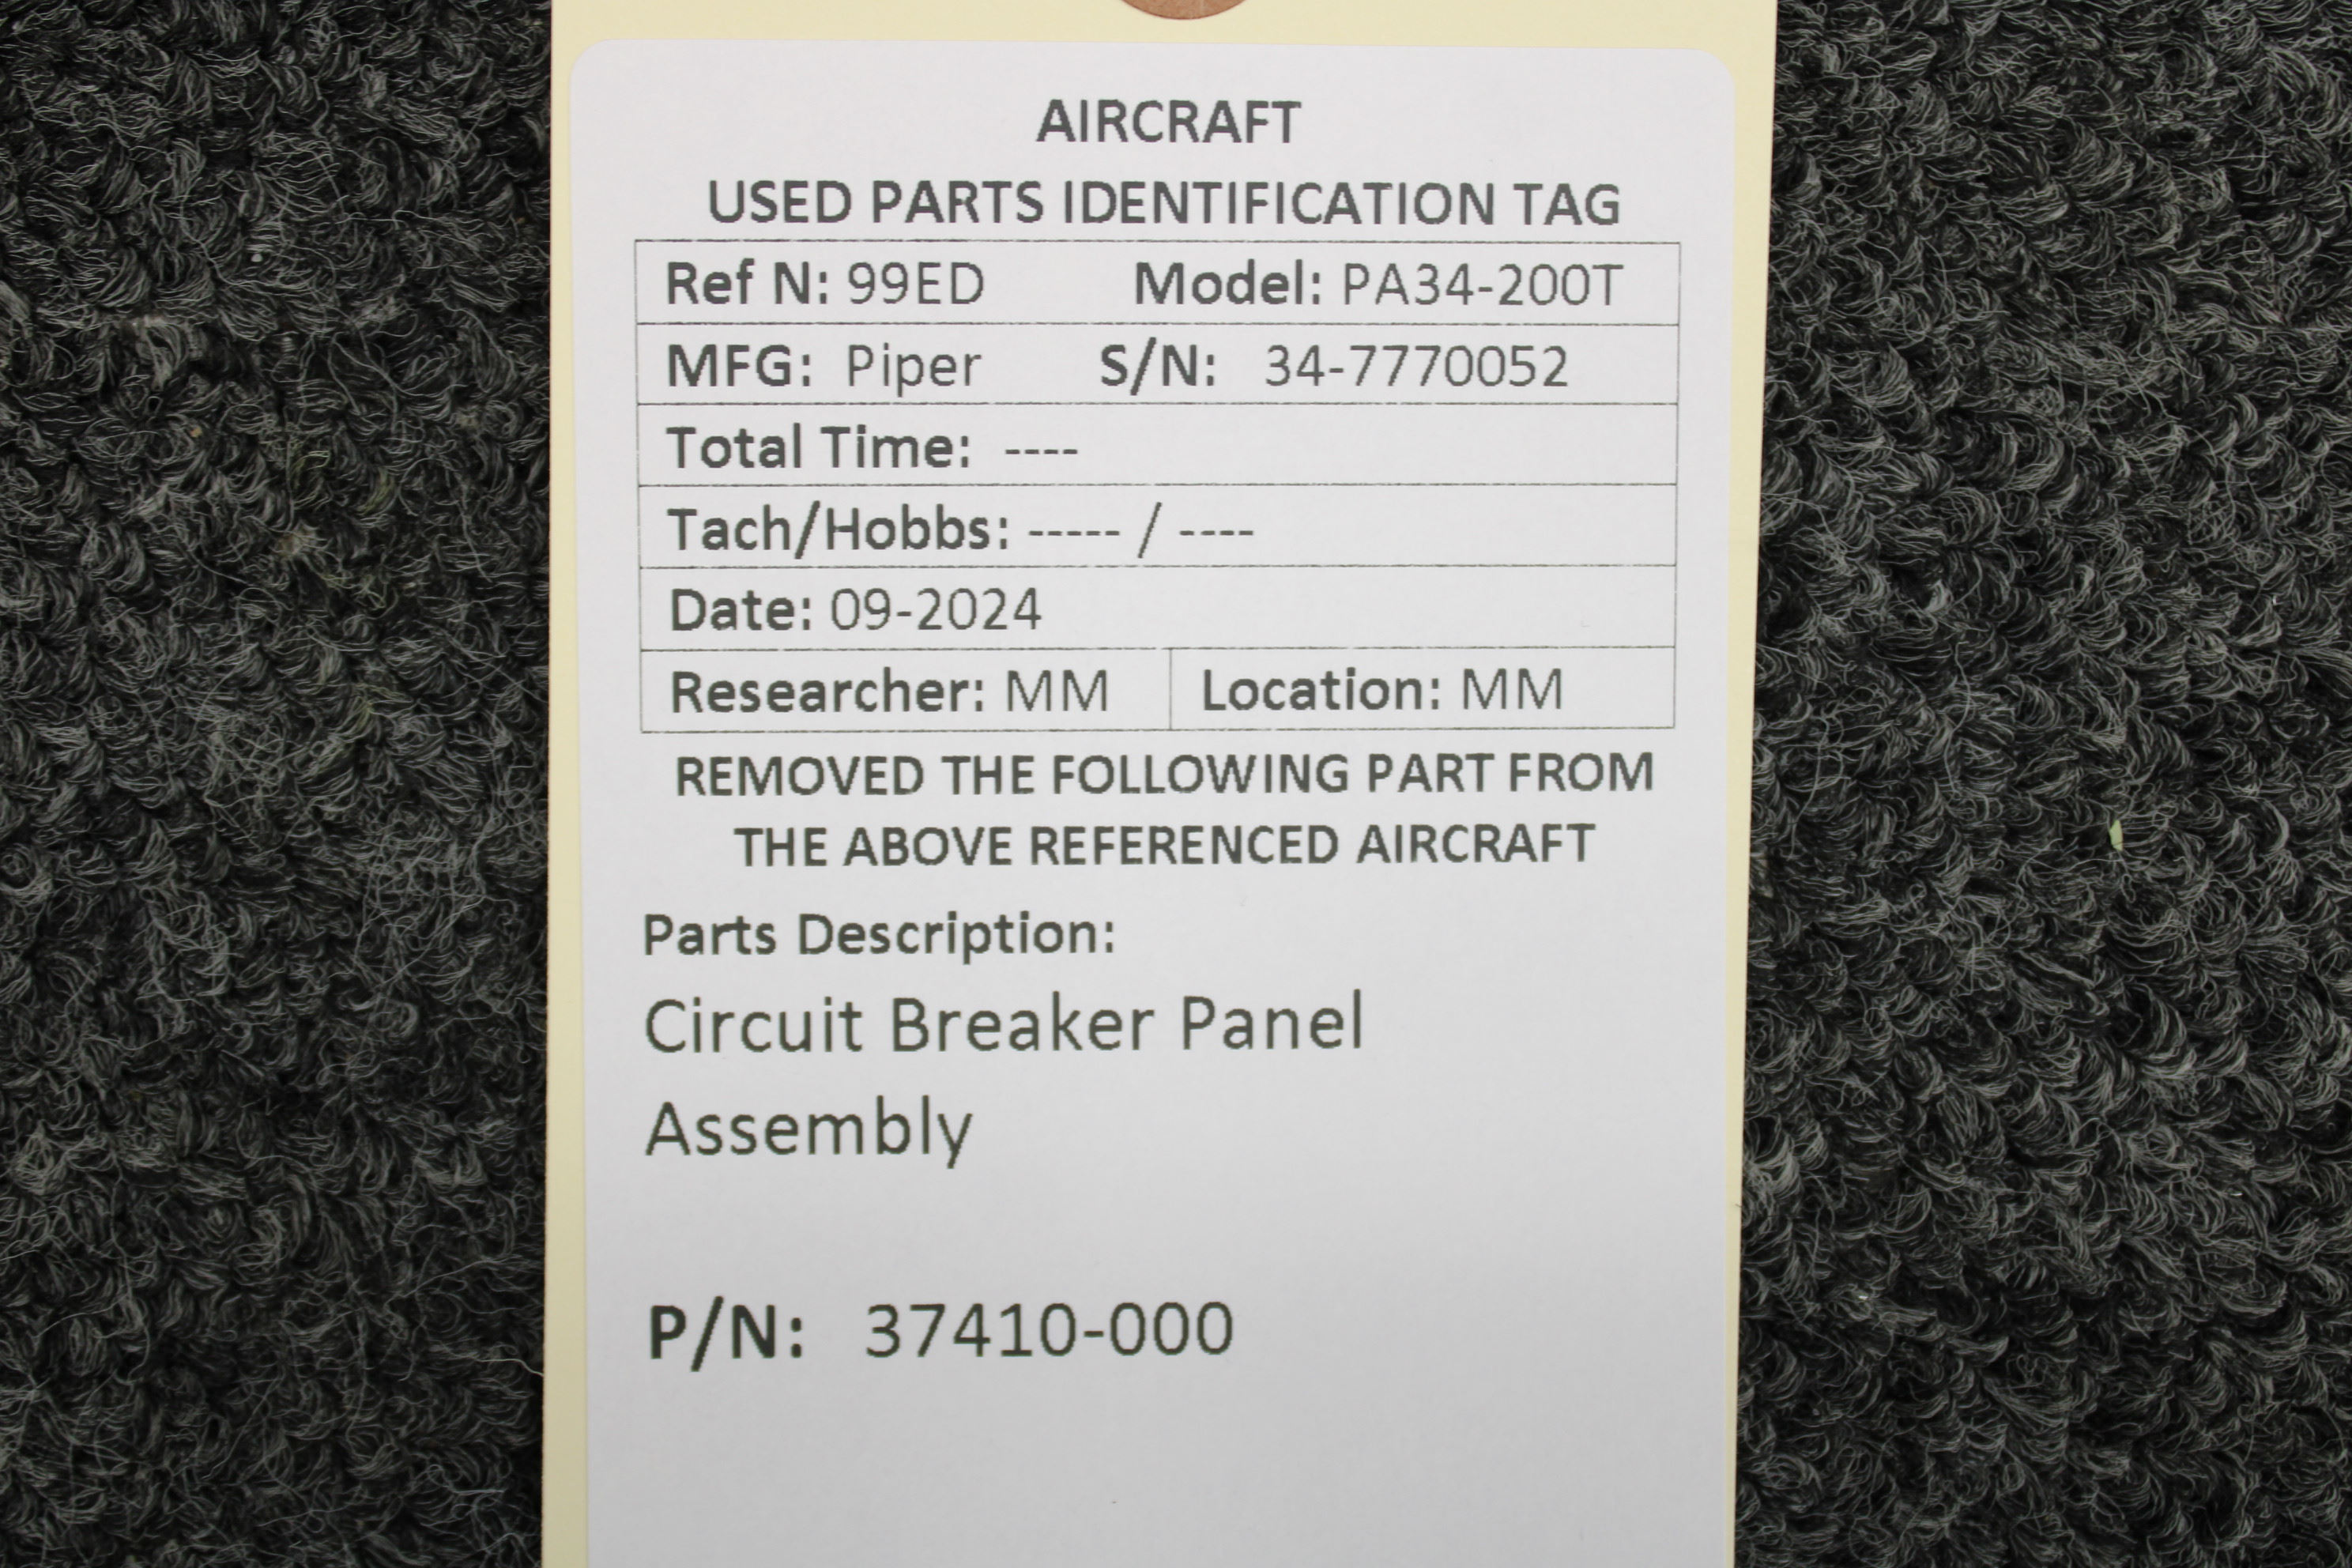 AIRCRAFT
USED PARTS IDENTIFICATION TAG
Ref N: 99ED Model: PA34-200T
MFG: Piper S/N: 34-7770052
Total Time: ----
Tach/Hobbs: ----- / ----
Date: 09-2024
Researcher: MM Location: MM
REMOVED THE FOLLOWING PART FROM
THE ABOVE REFERENCED AIRCRAFT
Parts Description:
Circuit Breaker Panel
Assembly
P/N: 37410-000